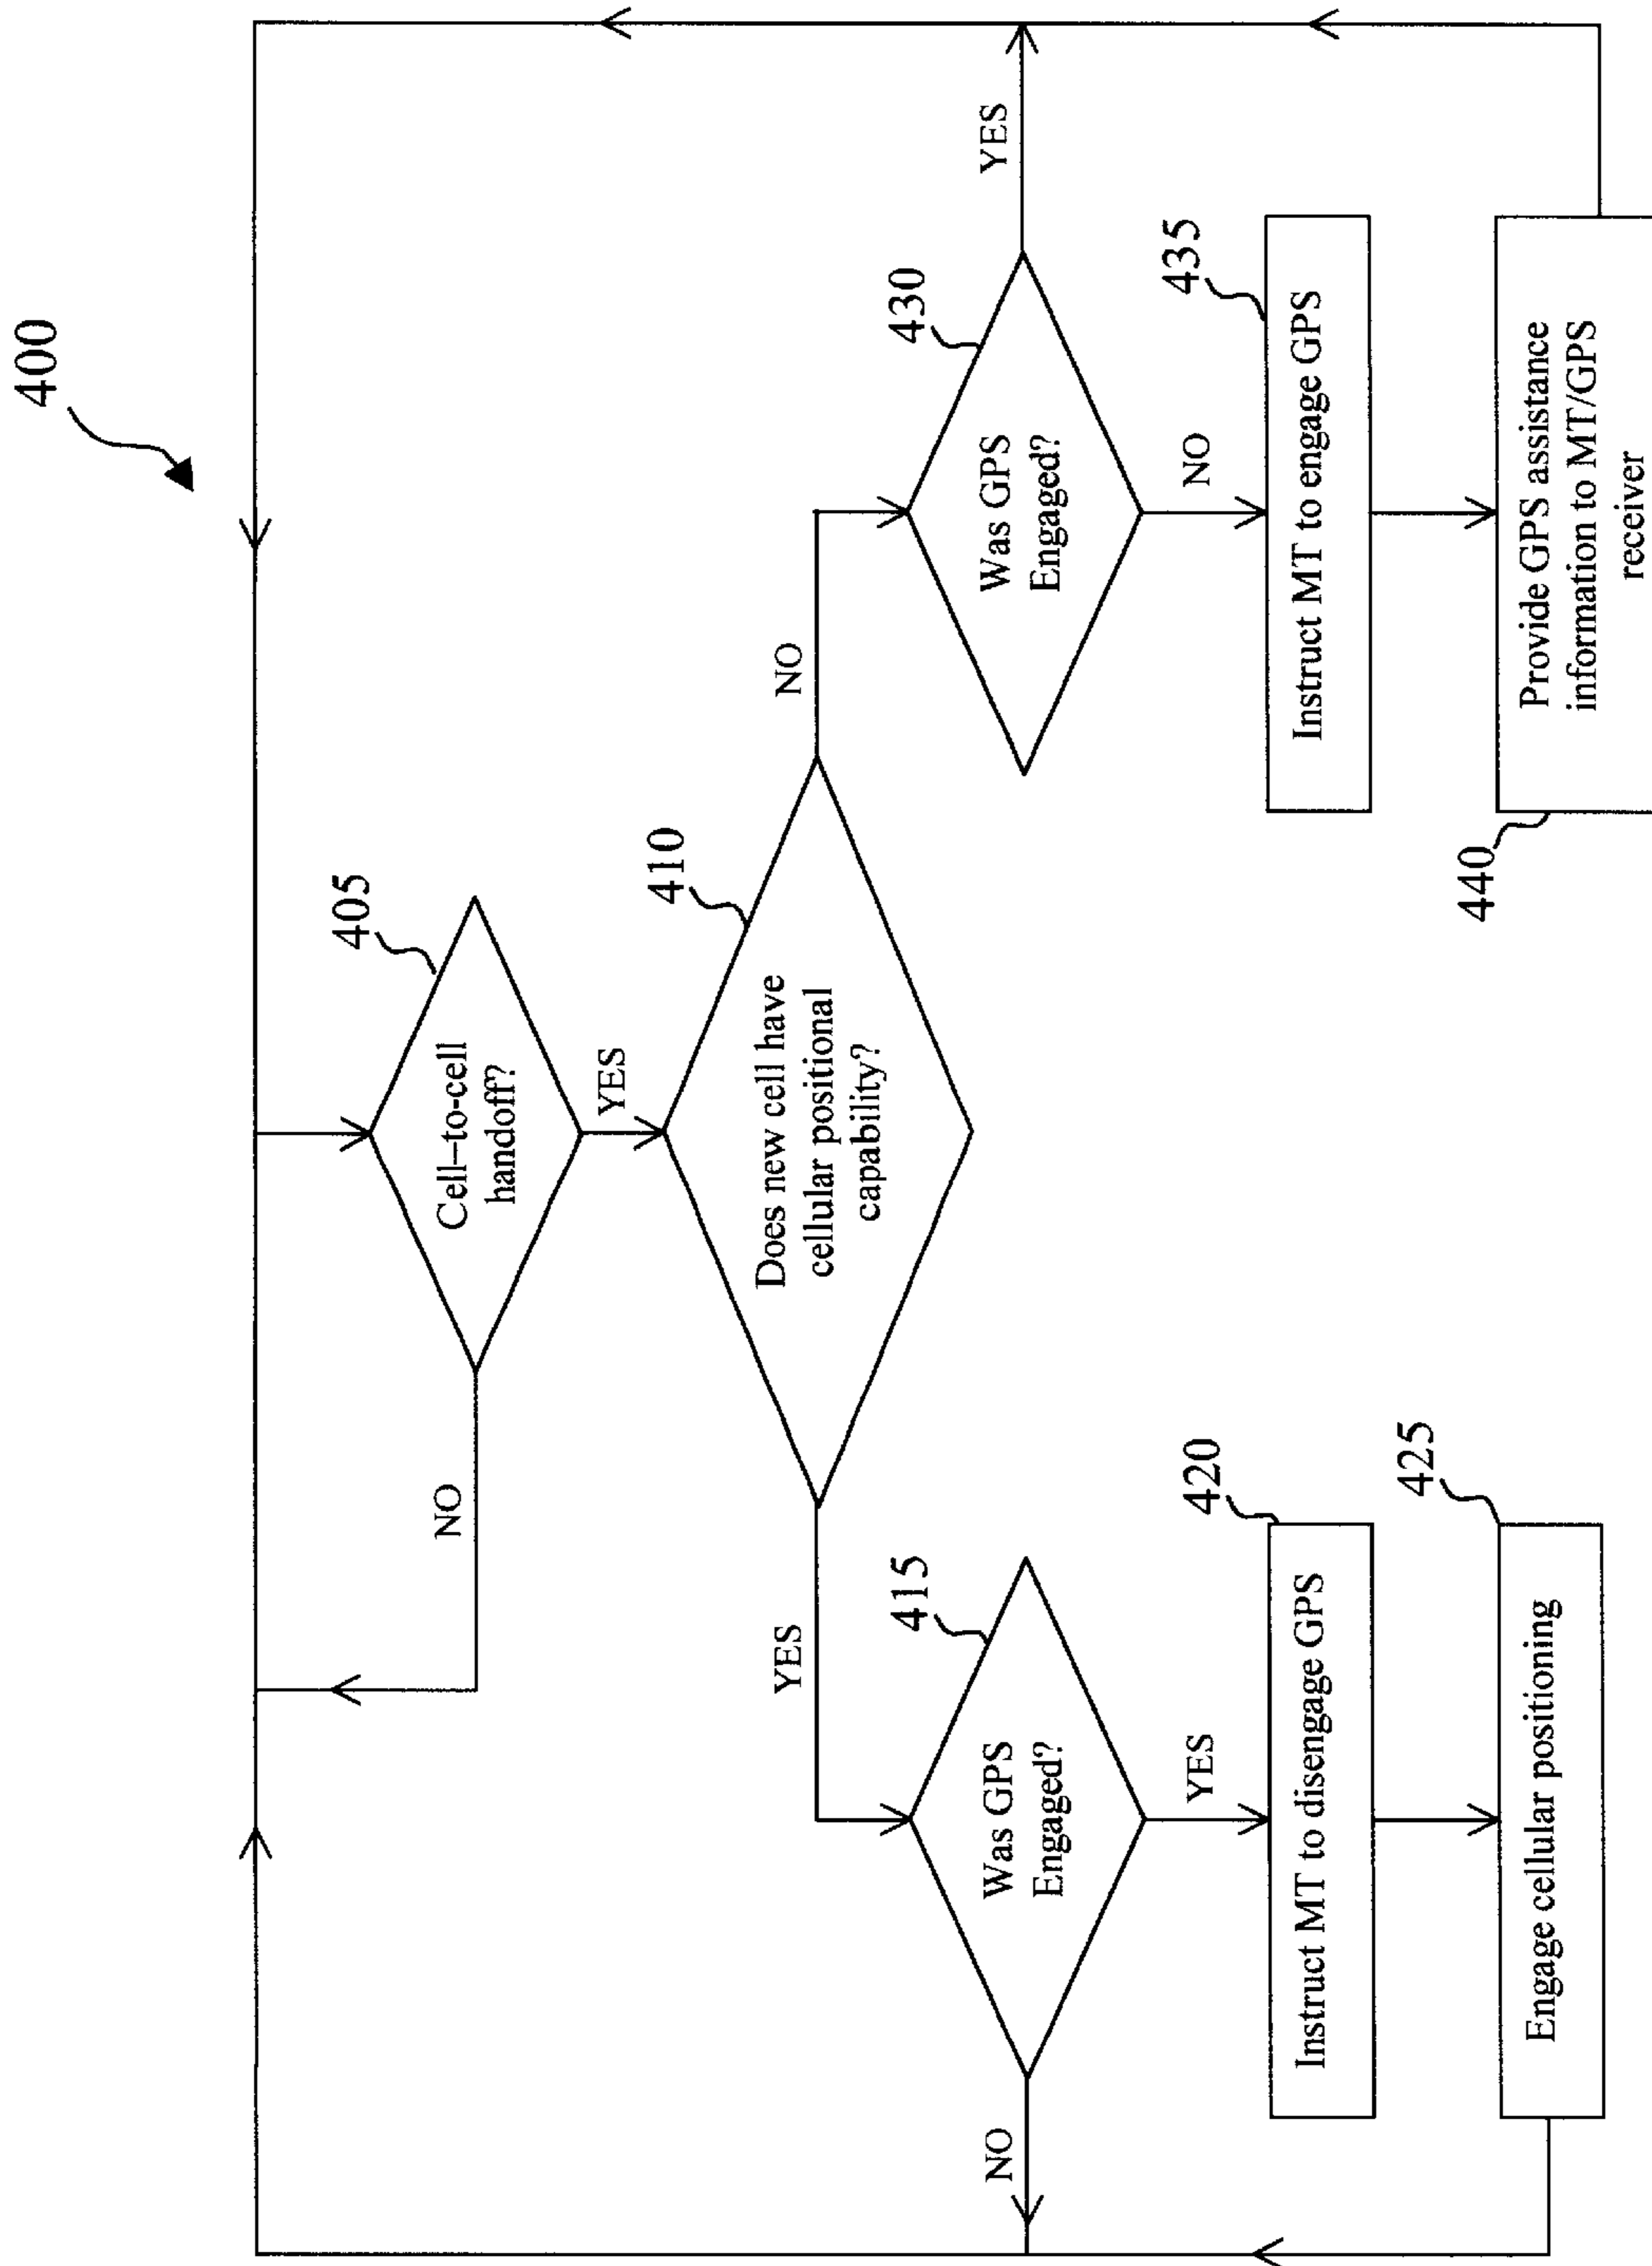 400
405
Cell–to-cell
handoff?
NO
YES
410
Does new cell have
cellular positional
capability?
YES
NO
415
Was GPS
Engaged?
NO
YES
420
Instruct MT to disengage GPS
425
Engage cellular positioning
430
Was GPS
Engaged?
YES
NO
435
Instruct MT to engage GPS
440
Provide GPS assistance
information to MT/GPS
receiver